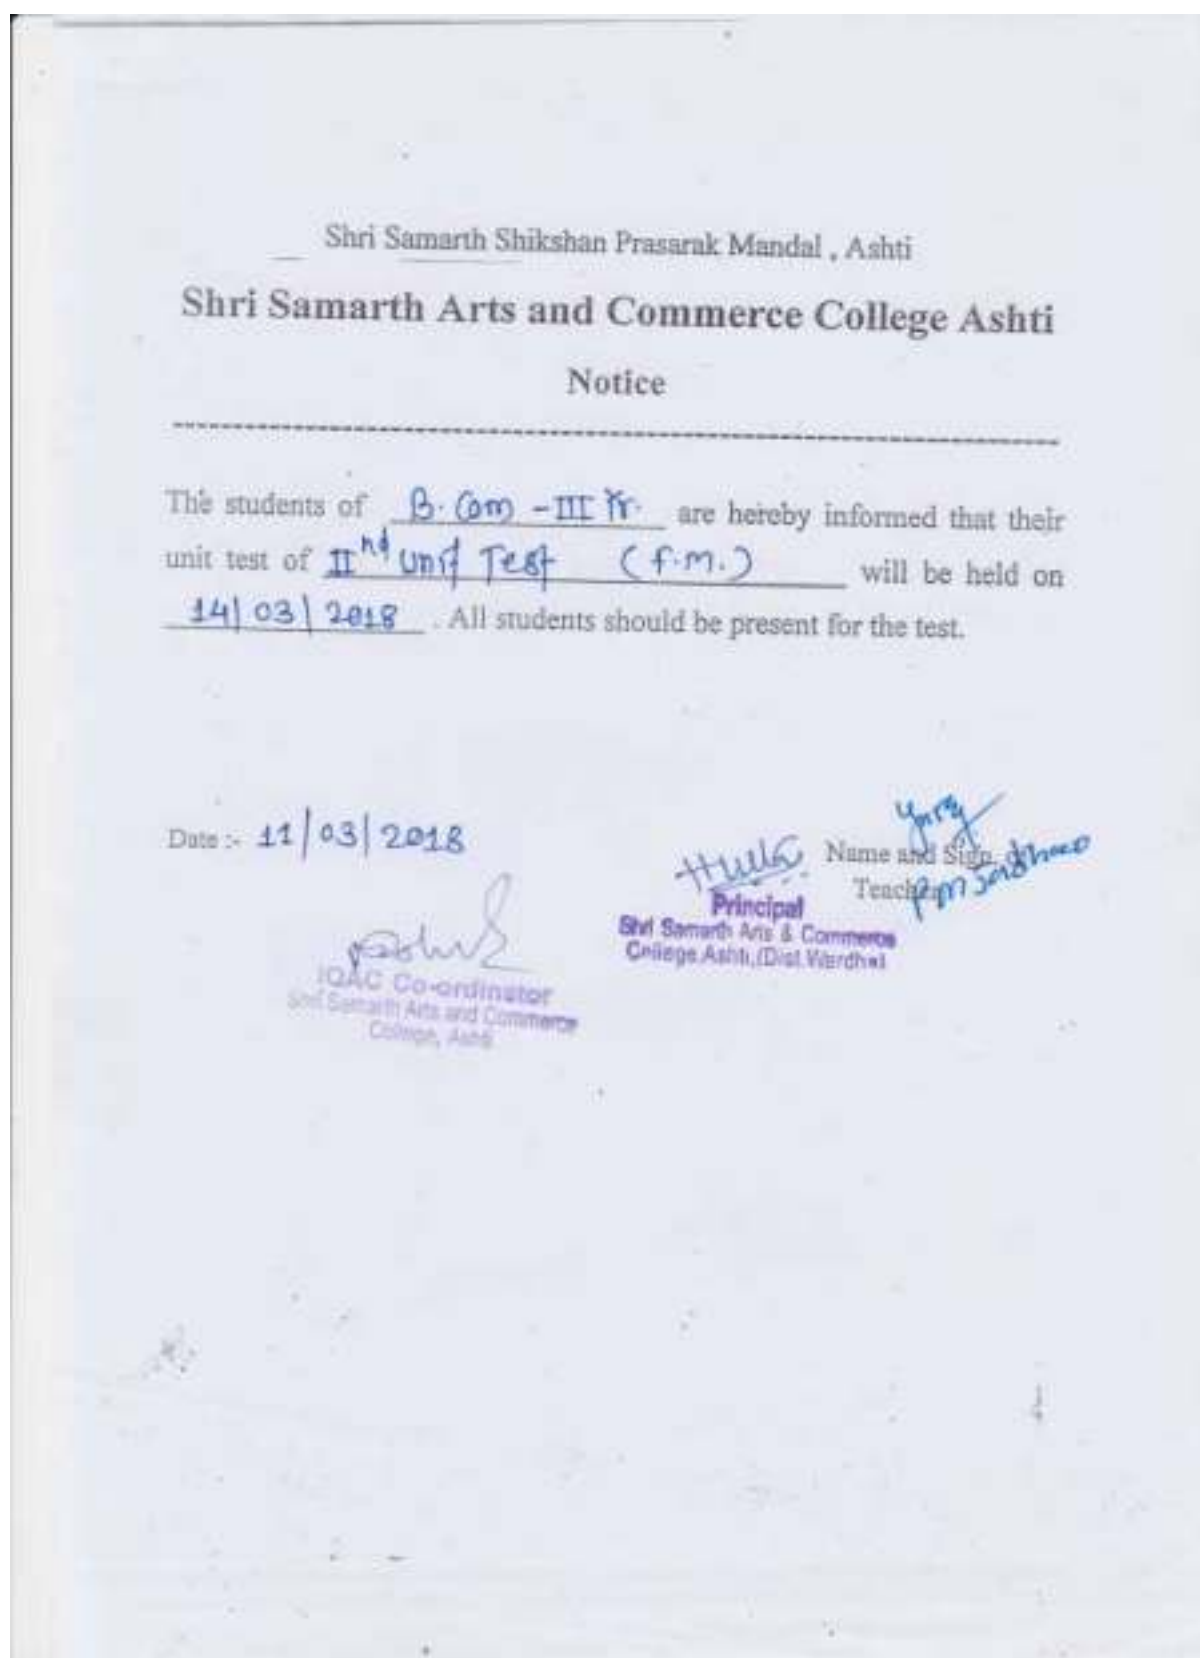 Shri Samarth Shikshan Prasarak Mandal , Ashti
Shri Samarth Arts and Commerce College Ashti
Notice
The students of B. Com - III Yr. are hereby informed that their
unit test of IInd Unit Test (F.M.) will be held on
14/03/2018 . All students should be present for the test.
Date :- 11/03/2018
Name and Sign.
Teacher
Principal
Shri Samarth Arts & Commerce
College Ashti,(Dist.Wardha)
IQAC Co-ordinator
Shri Samarth Arts and Commerce
College, Ashti